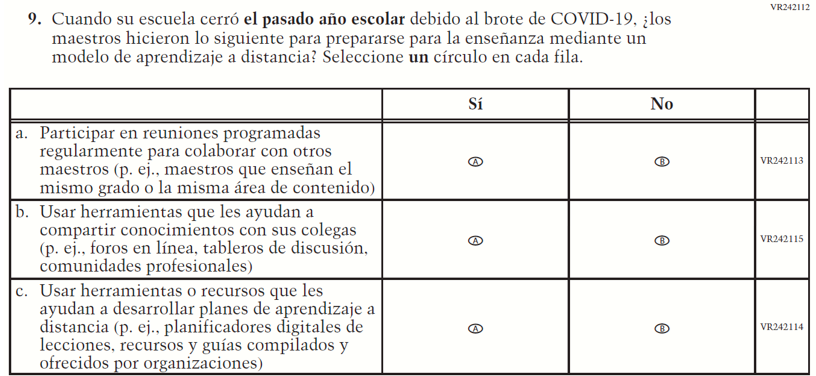 VR242112
9. Cuando su escuela cerró el pasado año escolar debido al brote de COVID-19, ¿los
maestros hicieron lo siguiente para prepararse para la enseñanza mediante un
modelo de aprendizaje a distancia? Seleccione un círculo en cada fila.
Sí No
a. Participar en reuniones programadas
regularmente para colaborar con otros
maestros (p. ej., maestros que enseñan el
mismo grado o la misma área de contenido)
A B VR242113
b. Usar herramientas que les ayudan a
compartir conocimientos con sus colegas
(p. ej., foros en línea, tableros de discusión,
comunidades profesionales)
A B VR242115
c. Usar herramientas o recursos que les
ayudan a desarrollar planes de aprendizaje a
distancia (p. ej., planificadores digitales de
lecciones, recursos y guías compilados y
ofrecidos por organizaciones)
A B VR242114